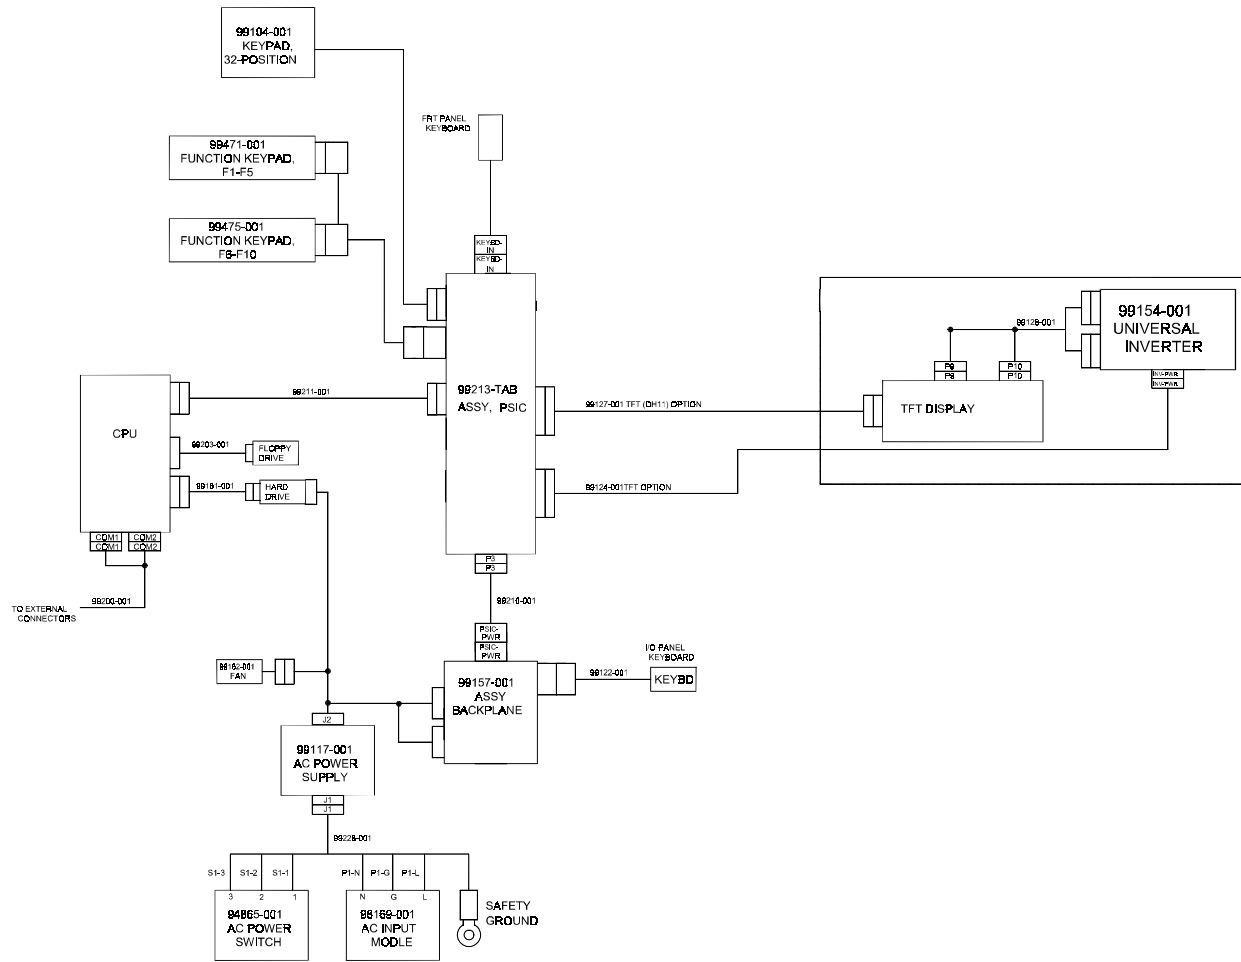 99104-001
KEYPAD,
32-POSITION
FRT PANEL
KEYBOARD
99471-001
FUNCTION KEYPAD,
F1-F5
99475-001
FUNCTION KEYPAD,
F6-F10
KEYBD-
IN
KEYBD-
IN
99154-001
UNIVERSAL
INVERTER
99128-001
INV-PWR
INV-PWR
P9
P8
P10
P10
TFT DISPLAY
99213-TAB
ASSY, PSIC
99127-001 TFT (DH11) OPTION
99124-001TFT OPTION
99211-001
CPU
99203-001
FLOPPY
DRIVE
99161-001
HARD
DRIVE
COM1
COM1
COM2
COM2
99200-001
TO EXTERNAL
CONNECTORS
P3
P3
99210-001
PSIC-
PWR
PSIC-
PWR
99162-001
FAN
99157-001
ASSY
BACKPLANE
99122-001
I/O PANEL
KEYBOARD
KEYBD
J2
99117-001
AC POWER
SUPPLY
J1
J1
99226-001
S1-3
S1-2
S1-1
P1-N
P1-G
P1-L
3
2
1
N
G
L
94865-001
AC POWER
SWITCH
98169-001
AC INPUT
MODLE
SAFETY
GROUND